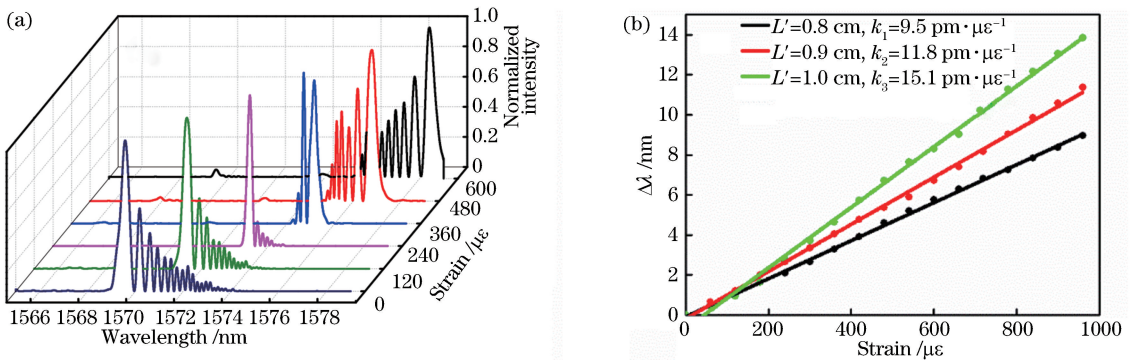 (a)
1.0
0.8
0.6
0.4
0.2
0
Normalized
intensity
600
480
360
240
120
0
Strain /με
1566 1568 1570 1572 1574 1576 1578
Wavelength /nm
(b)
14
12
10
8
6
4
2
0
Δλ /nm
L′=0.8 cm, k₁=9.5 pm·με⁻¹
L′=0.9 cm, k₂=11.8 pm·με⁻¹
L′=1.0 cm, k₃=15.1 pm·με⁻¹
0 200 400 600 800 1000
Strain /με